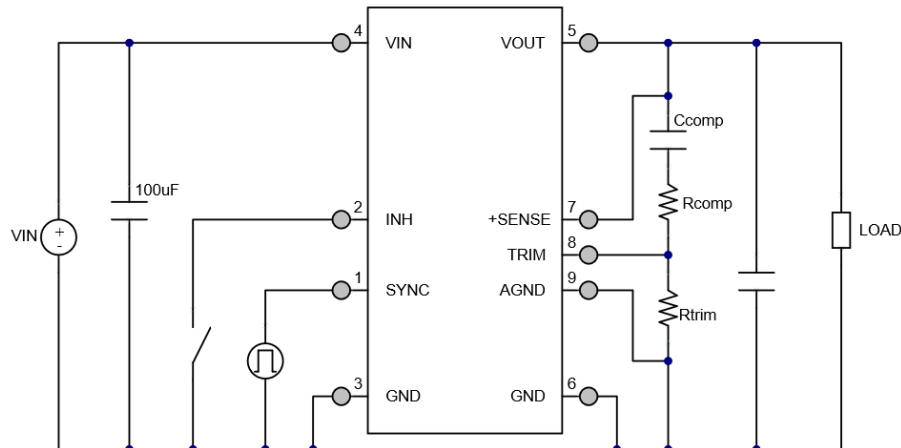 4 VIN VOUT 5
Ccomp
100uF
Rcomp
2 INH +SENSE 7
VIN + - LOAD
TRIM 8
1 SYNC AGND 9
Rtrim
3 GND GND 6